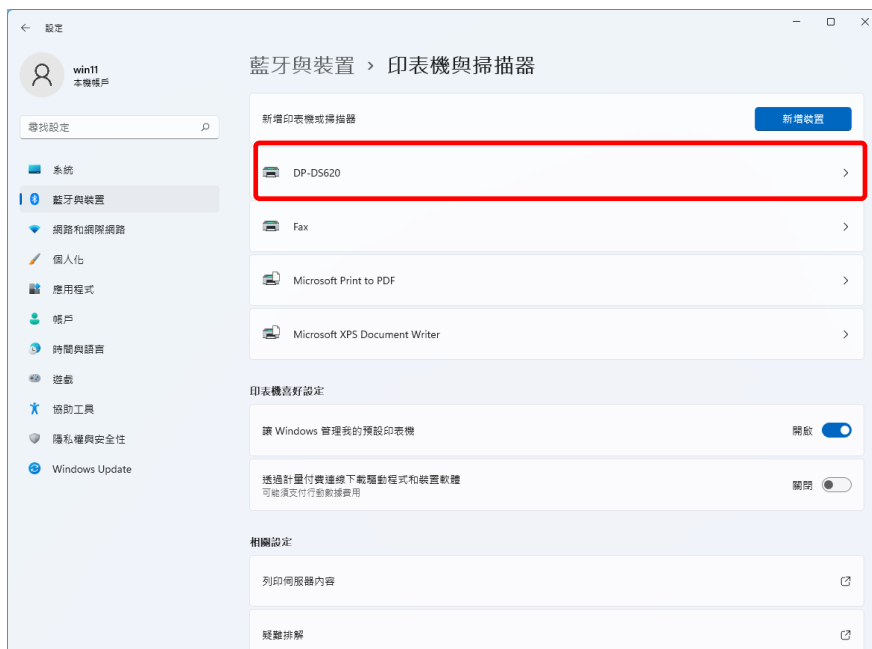 設定
win11
本機帳戶
尋找設定
系統
藍牙與裝置
網路和網際網路
個人化
應用程式
帳戶
時間與語言
遊戲
協助工具
隱私權與安全性
Windows Update
藍牙與裝置 › 印表機與掃描器
新增印表機或掃描器 新增裝置
DP-DS620
Fax
Microsoft Print to PDF
Microsoft XPS Document Writer
印表機喜好設定
讓 Windows 管理我的預設印表機 開啟
透過計量付費連線下載驅動程式和裝置軟體 關閉
可能須支付行動數據費用
相關設定
列印伺服器內容
疑難排解